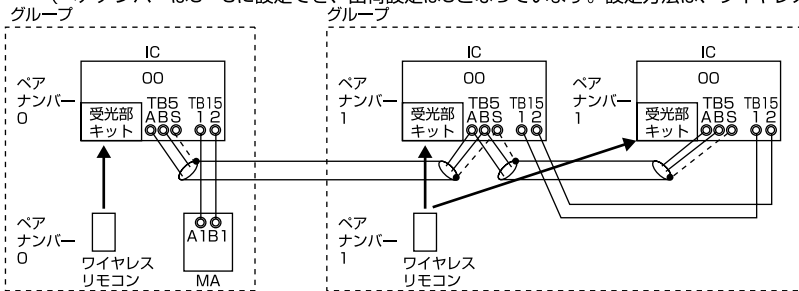 グループ
グループ
IC
00
ペア
ナンバー
0
受光部
キット
TB5
A B S
TB15
1 2
ペア
ナンバー
0
ワイヤレス
リモコン
A1 B1
MA
IC
00
ペア
ナンバー
1
受光部
キット
TB5
A B S
TB15
1 2
ペア
ナンバー
1
ワイヤレス
リモコン
IC
00
ペア
ナンバー
1
受光部
キット
TB5
A B S
TB15
1 2